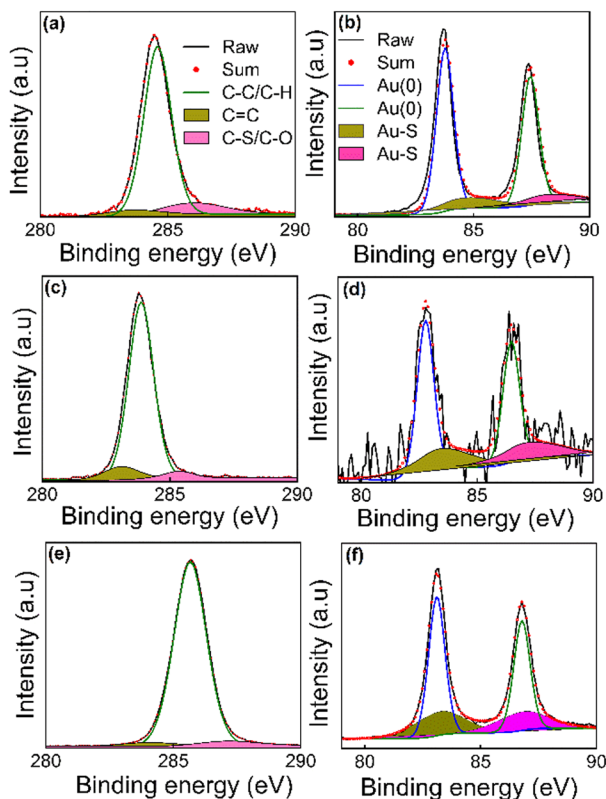 (a)
Raw
Sum
C-C/C-H
C=C
C-S/C-O
Intensity (a.u)
280 285 290
Binding energy (eV)
(b)
Raw
Sum
Au(0)
Au(0)
Au-S
Au-S
Intensity (a.u)
80 85 90
Binding energy (eV)
(c)
Intensity (a.u)
280 285 290
Binding energy (eV)
(d)
Intensity (a.u)
80 85 90
Binding energy (eV)
(e)
Intensity (a.u)
280 285 290
Binding energy (eV)
(f)
Intensity (a.u)
80 85 90
Binding energy (eV)